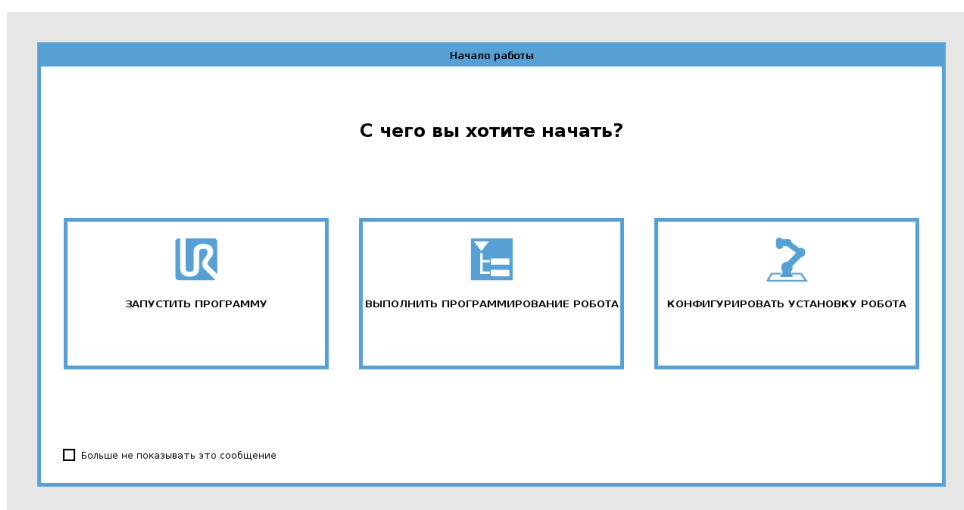 Начало работы
С чего вы хотите начать?
ЗАПУСТИТЬ ПРОГРАММУ
ВЫПОЛНИТЬ ПРОГРАММИРОВАНИЕ РОБОТА
КОНФИГУРИРОВАТЬ УСТАНОВКУ РОБОТА
Больше не показывать это сообщение